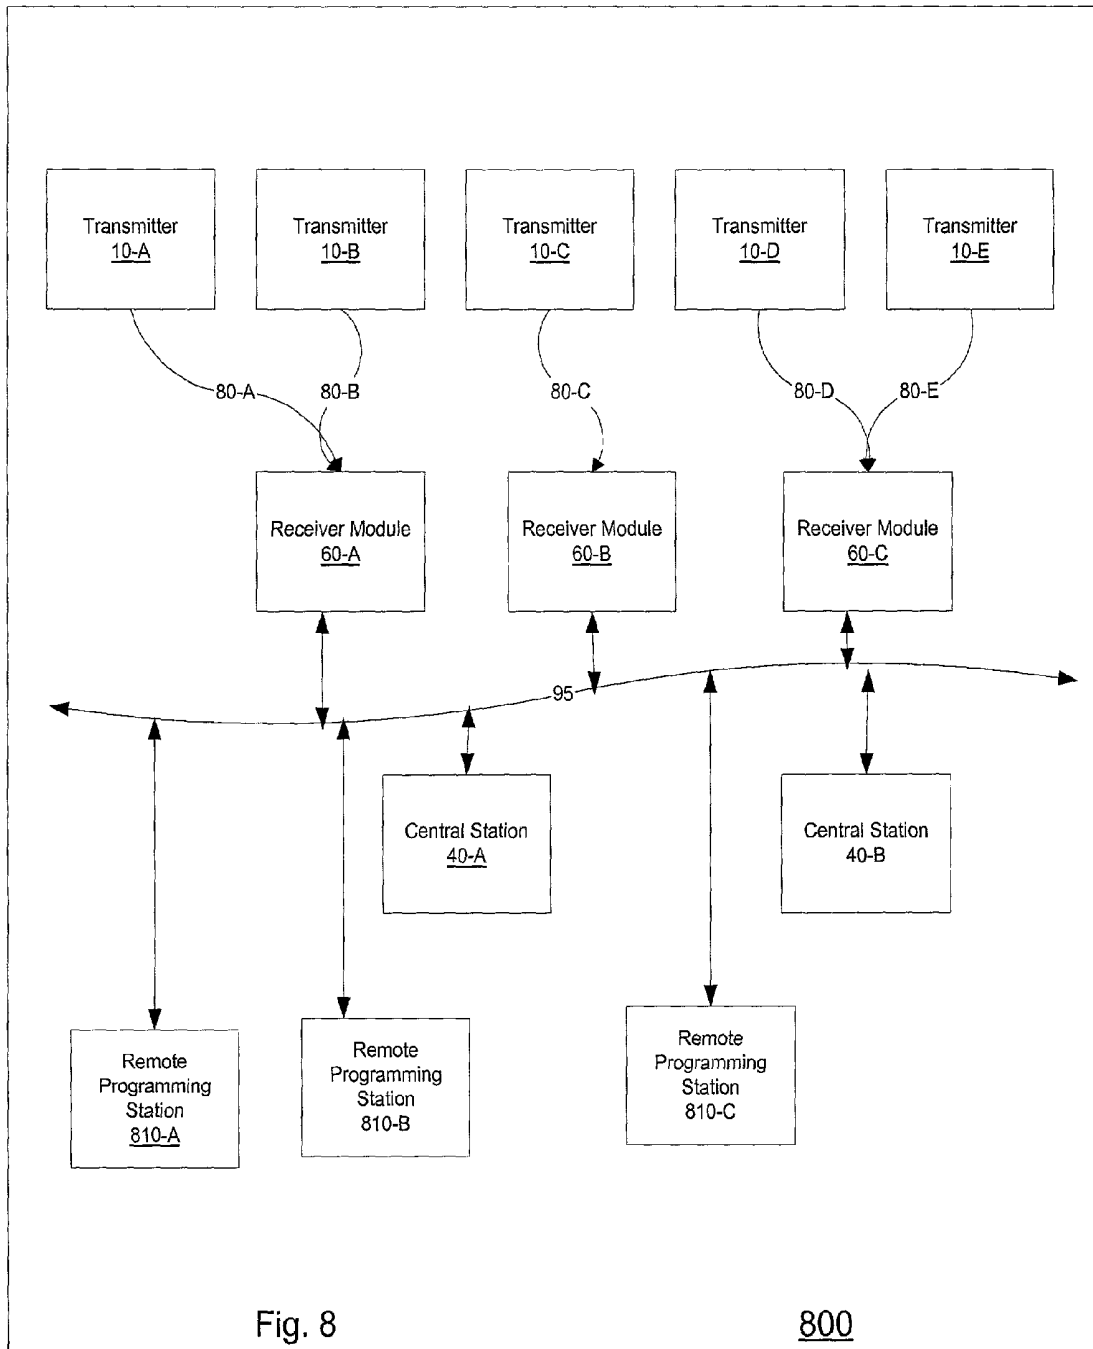 Transmitter
10-A
Transmitter
10-B
Transmitter
10-C
Transmitter
10-D
Transmitter
10-E
80-A
80-B
80-C
80-D
80-E
Receiver Module
60-A
Receiver Module
60-B
Receiver Module
60-C
95
Central Station
40-A
Central Station
40-B
Remote
Programming
Station
810-A
Remote
Programming
Station
810-B
Remote
Programming
Station
810-C
Fig. 8
800